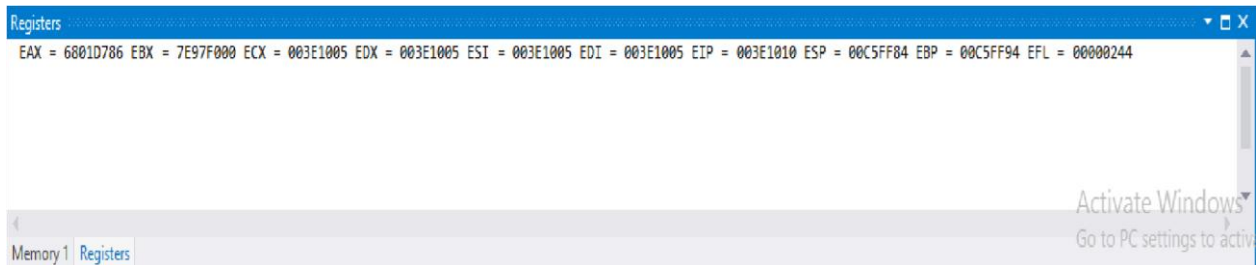 Registers
EAX = 6801D786 EBX = 7E97F000 ECX = 003E1005 EDX = 003E1005 ESI = 003E1005 EDI = 003E1005 EIP = 003E1010 ESP = 00C5FF84 EBP = 00C5FF94 EFL = 00000244
Activate Windows
Go to PC settings to activ
Memory 1 Registers